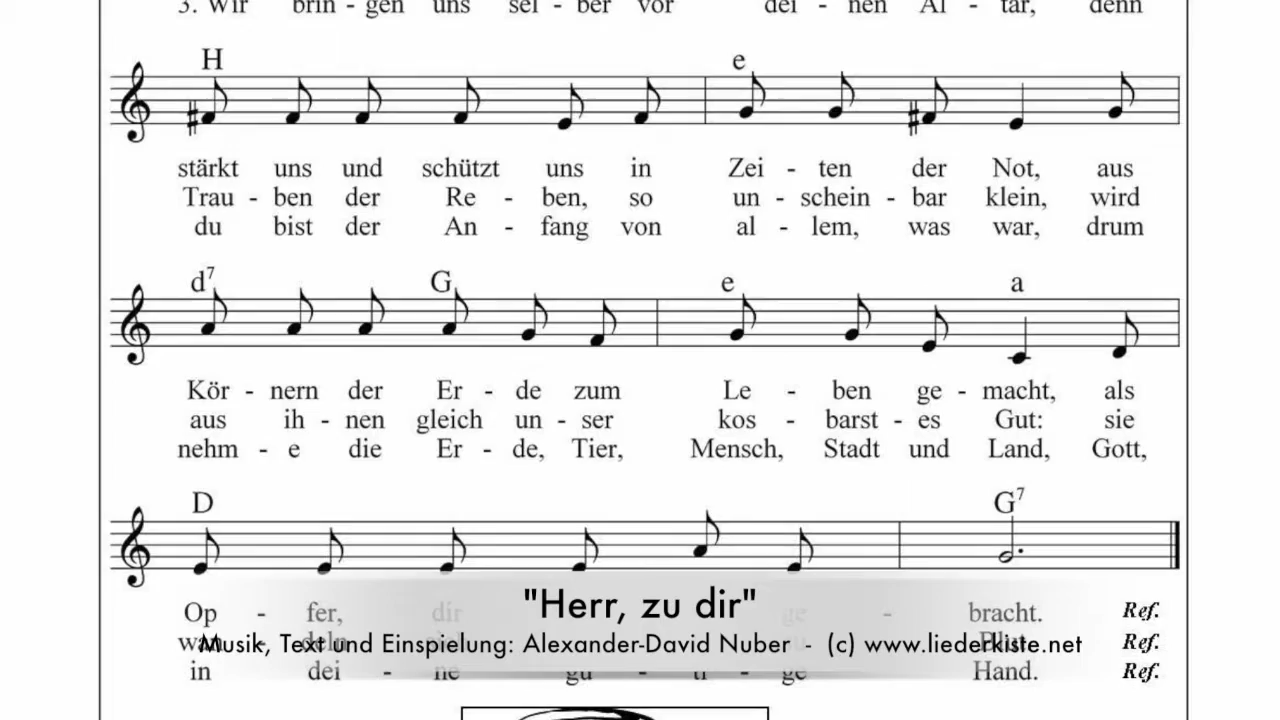 3. Wir brin - gen uns sel - ber vor dei - nen Al - tar, denn
H e
stärkt uns und schützt uns in Zei - ten der Not, aus
Trau - ben der Re - ben, so un - schein - bar klein, wird
du bist der An - fang von al - lem, was war, drum
d7 G e a
Kör - nern der Er - de zum Le - ben ge - macht, als
aus ih - nen gleich un - ser kos - barst - es Gut: sie
nehm - e die Er - de, Tier, Mensch, Stadt und Land, Gott,
D G7
Op - fer, dir ge - bracht. Ref.
"Herr, zu dir"
Musik, Text und Einspielung: Alexander-David Nuber - (c) www.liederkiste.net
Ref.
in dei - ne gü - ti - ge Hand. Ref.